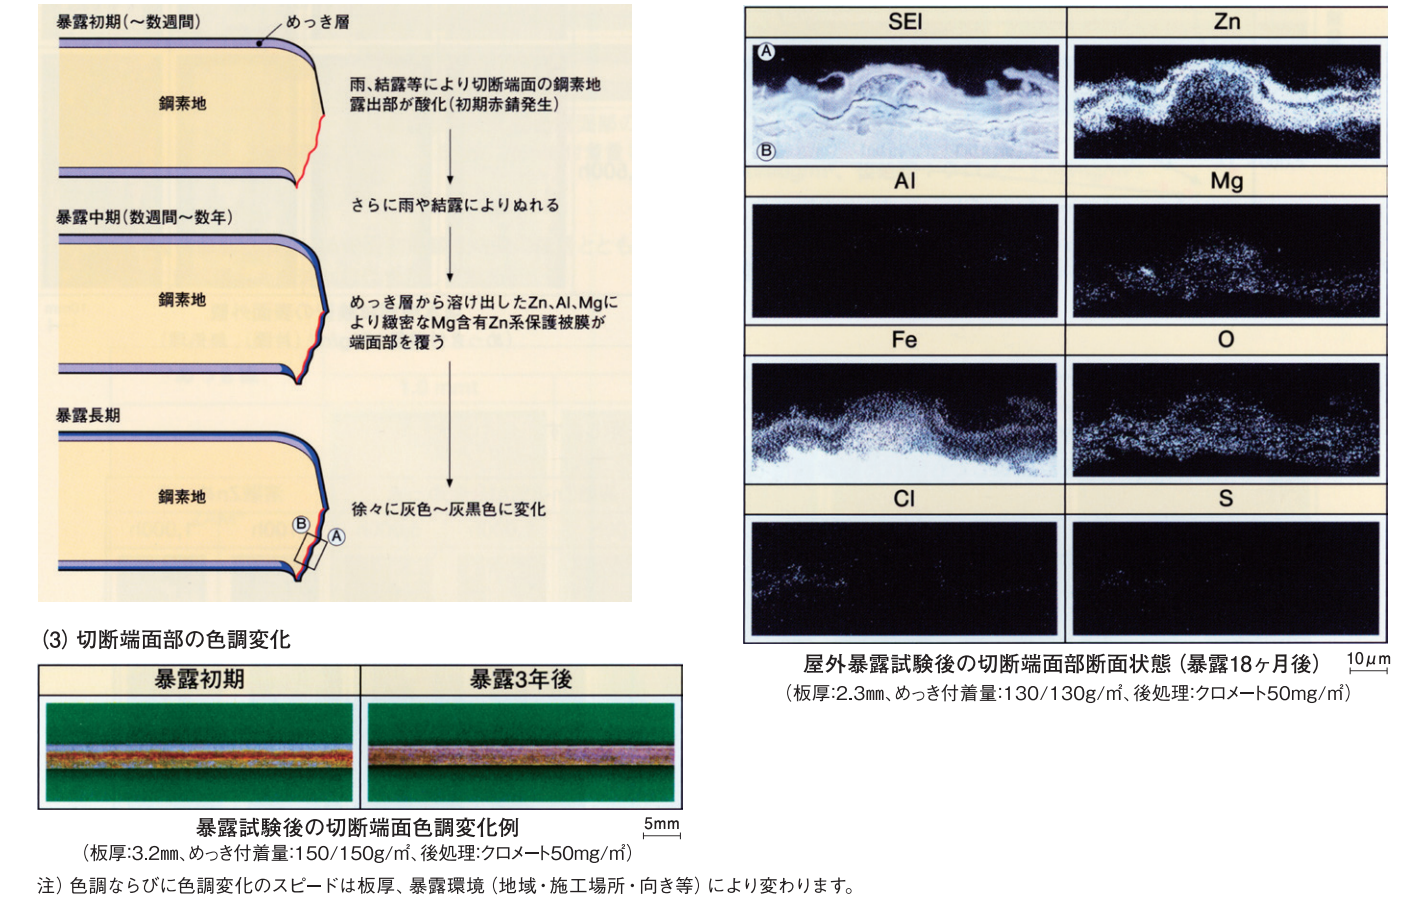 暴露初期（～数週間）
めっき層
鋼素地
雨、結露等により切断端面の鋼素地
露出部が酸化（初期赤錆発生）
さらに雨や結露によりぬれる
暴露中期（数週間～数年）
鋼素地
めっき層から溶け出したZn、Al、Mgに
より緻密なMg含有Zn系保護被膜が
端面部を覆う
暴露長期
鋼素地
徐々に灰色～灰黒色に変化
B
A
（3）切断端面部の色調変化
暴露初期
暴露3年後
暴露試験後の切断端面色調変化例
5mm
（板厚:3.2㎜、めっき付着量:150/150g/㎡、後処理:クロメート50mg/㎡）
注）色調ならびに色調変化のスピードは板厚、暴露環境（地域・施工場所・向き等）により変わります。
SEI
Zn
A
B
Al
Mg
Fe
O
Cl
S
屋外暴露試験後の切断端面部断面状態（暴露18ヶ月後）
10μm
（板厚:2.3㎜、めっき付着量:130/130g/㎡、後処理:クロメート50mg/㎡）